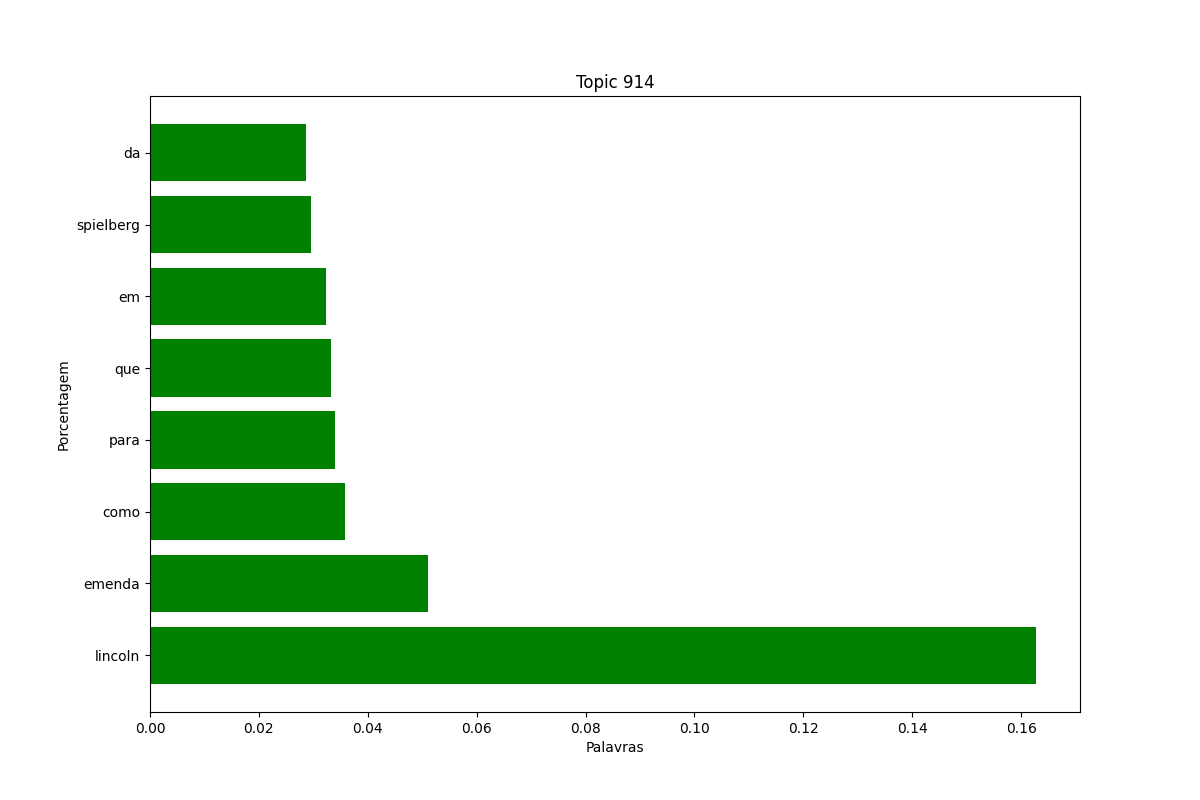 Topic 914
da
spielberg
em
que
para
como
emenda
lincoln
Porcentagem
0.00 0.02 0.04 0.06 0.08 0.10 0.12 0.14 0.16
Palavras